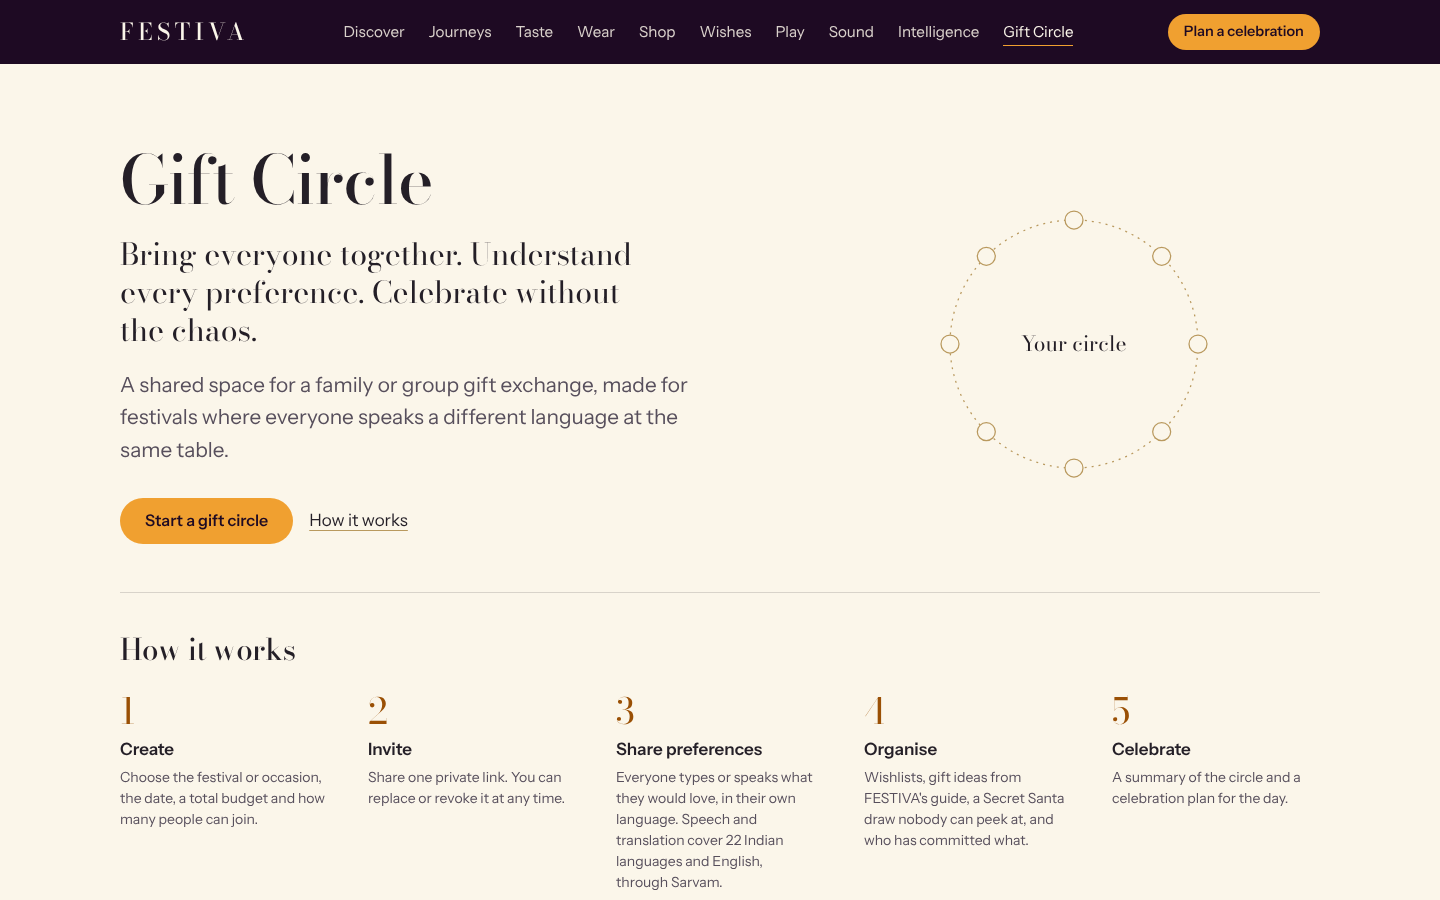 FESTIVA
Discover Journeys Taste Wear Shop Wishes Play Sound Intelligence Gift Circle
Plan a celebration
Gift Circle
Bring everyone together. Understand
every preference. Celebrate without
the chaos.
A shared space for a family or group gift exchange, made for
festivals where everyone speaks a different language at the
same table.
Start a gift circle
How it works
Your circle
How it works
1
Create
Choose the festival or occasion,
the date, a total budget and how
many people can join.
2
Invite
Share one private link. You can
replace or revoke it at any time.
3
Share preferences
Everyone types or speaks what
they would love, in their own
language. Speech and
translation cover 22 Indian
languages and English,
through Sarvam.
4
Organise
Wishlists, gift ideas from
FESTIVA's guide, a Secret Santa
draw nobody can peek at, and
who has committed what.
5
Celebrate
A summary of the circle and a
celebration plan for the day.